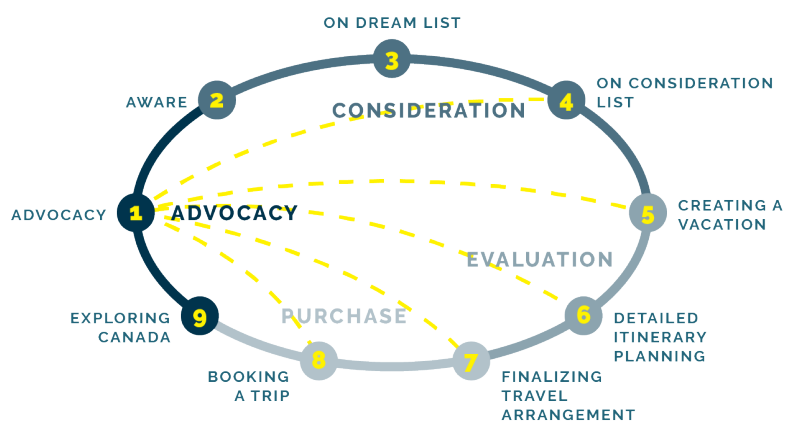 ON DREAM LIST
3
AWARE
2
CONSIDERATION
4
ON CONSIDERATION
LIST
ADVOCACY
1
ADVOCACY
5
CREATING A
VACATION
EVALUATION
EXPLORING
CANADA
9
PURCHASE
6
DETAILED
ITINERARY
PLANNING
BOOKING
A TRIP
8
7
FINALIZING
TRAVEL
ARRANGEMENT